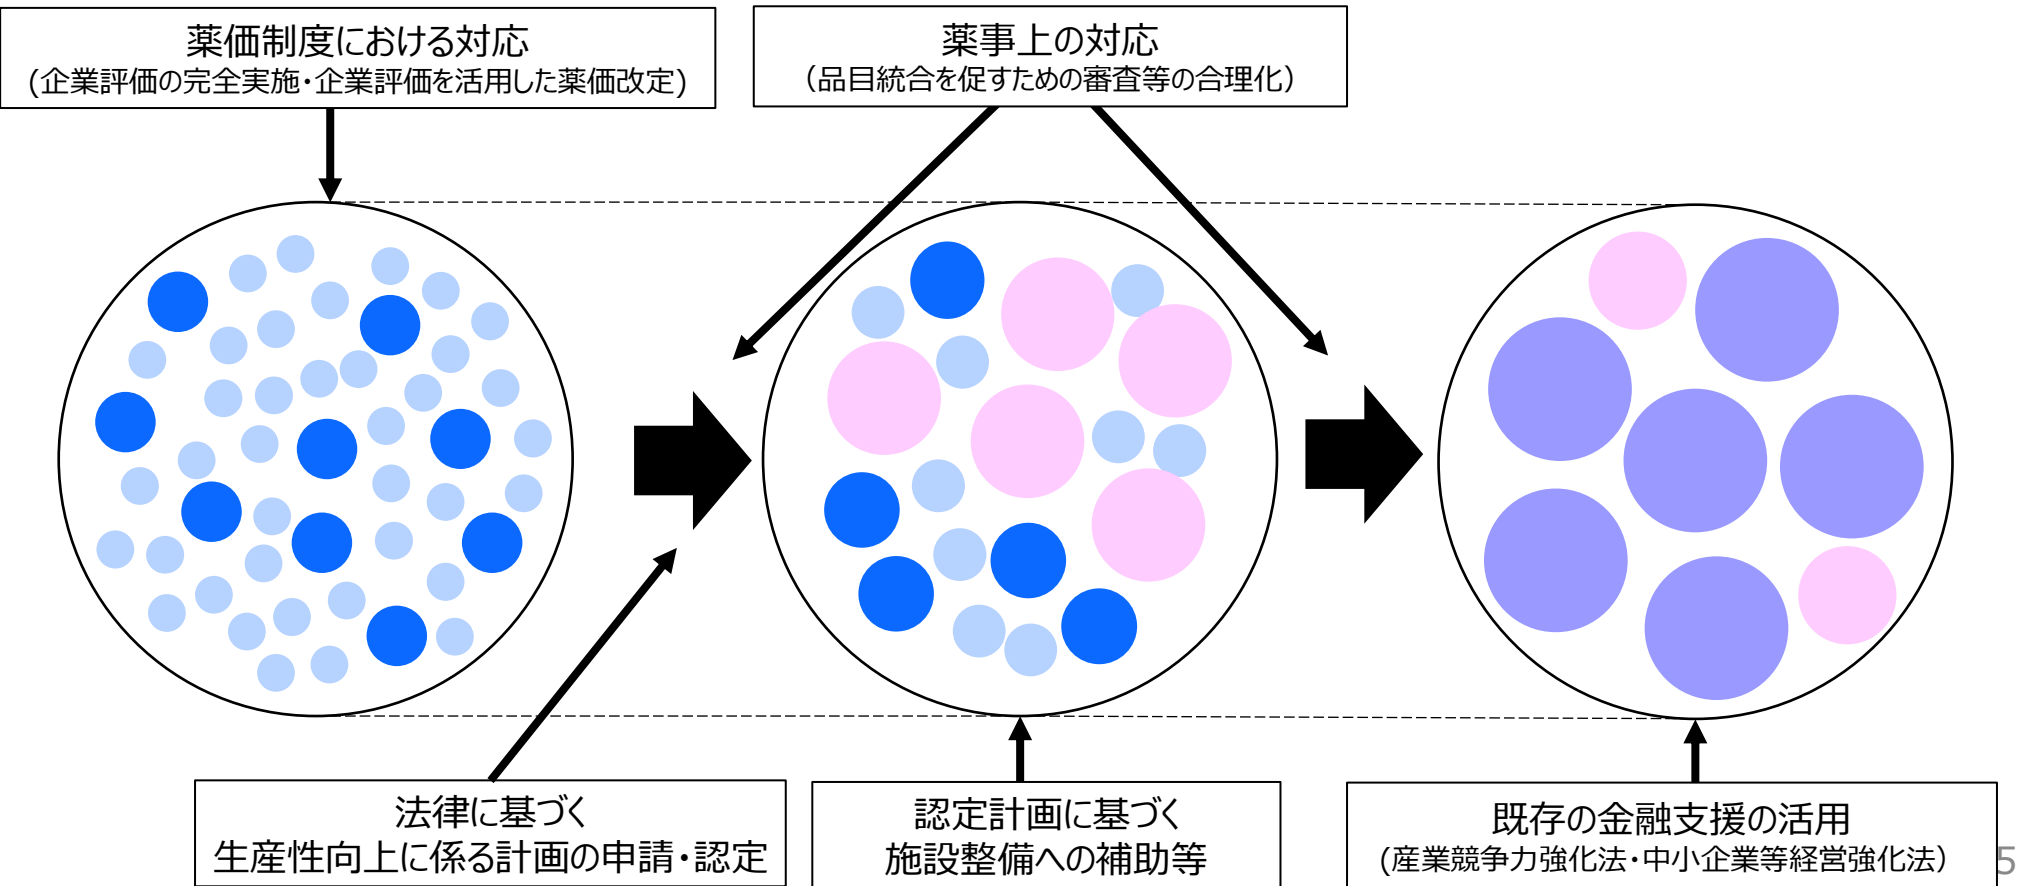 薬価制度における対応
(企業評価の完全実施・企業評価を活用した薬価改定)
薬事上の対応
（品目統合を促すための審査等の合理化）
法律に基づく
生産性向上に係る計画の申請・認定
認定計画に基づく
施設整備への補助等
既存の金融支援の活用
(産業競争力強化法・中小企業等経営強化法）
5